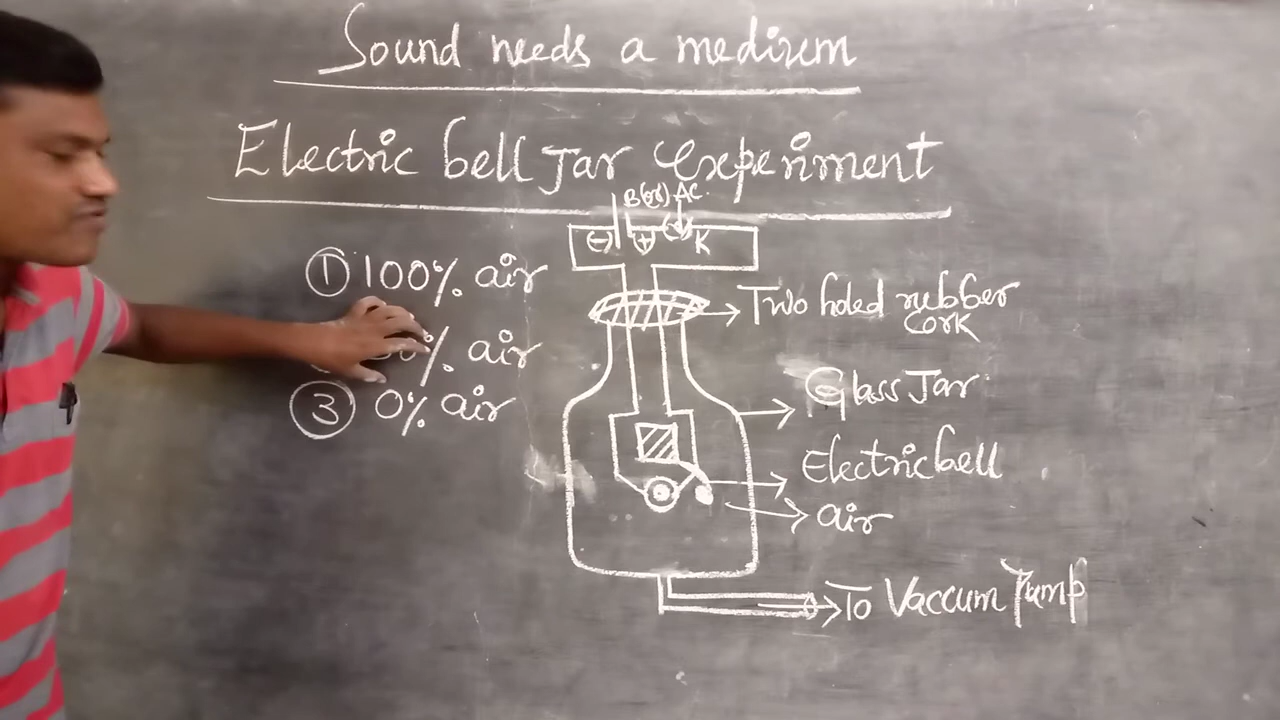 Sound needs a medium
Electric bell Jar Experiment
B(or) AC
(-) (+) (•) K
① 100% air
0% air
③ 0% air
Two holed rubber
Cork
Glass Jar
Electric bell
air
To Vaccum Pump